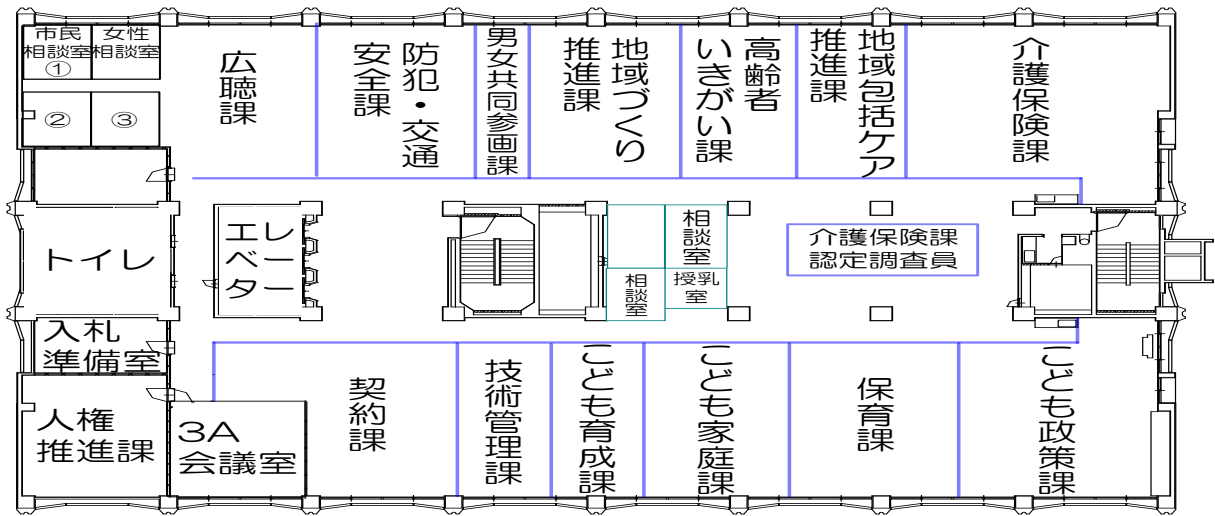 市民
相談室
①
女性
相談室
②
③
広聴課
防犯・交通
安全課
男女共同参画課
地域づくり
推進課
高齢者
いきがい課
地域包括ケア
推進課
介護保険課
トイレ
エレ
ベー
ター
相談室
相談室
授乳
室
介護保険課
認定調査員
入札
準備室
人権
推進課
3A
会議室
契約課
技術管理課
こども育成課
こども家庭課
保育課
こども政策課